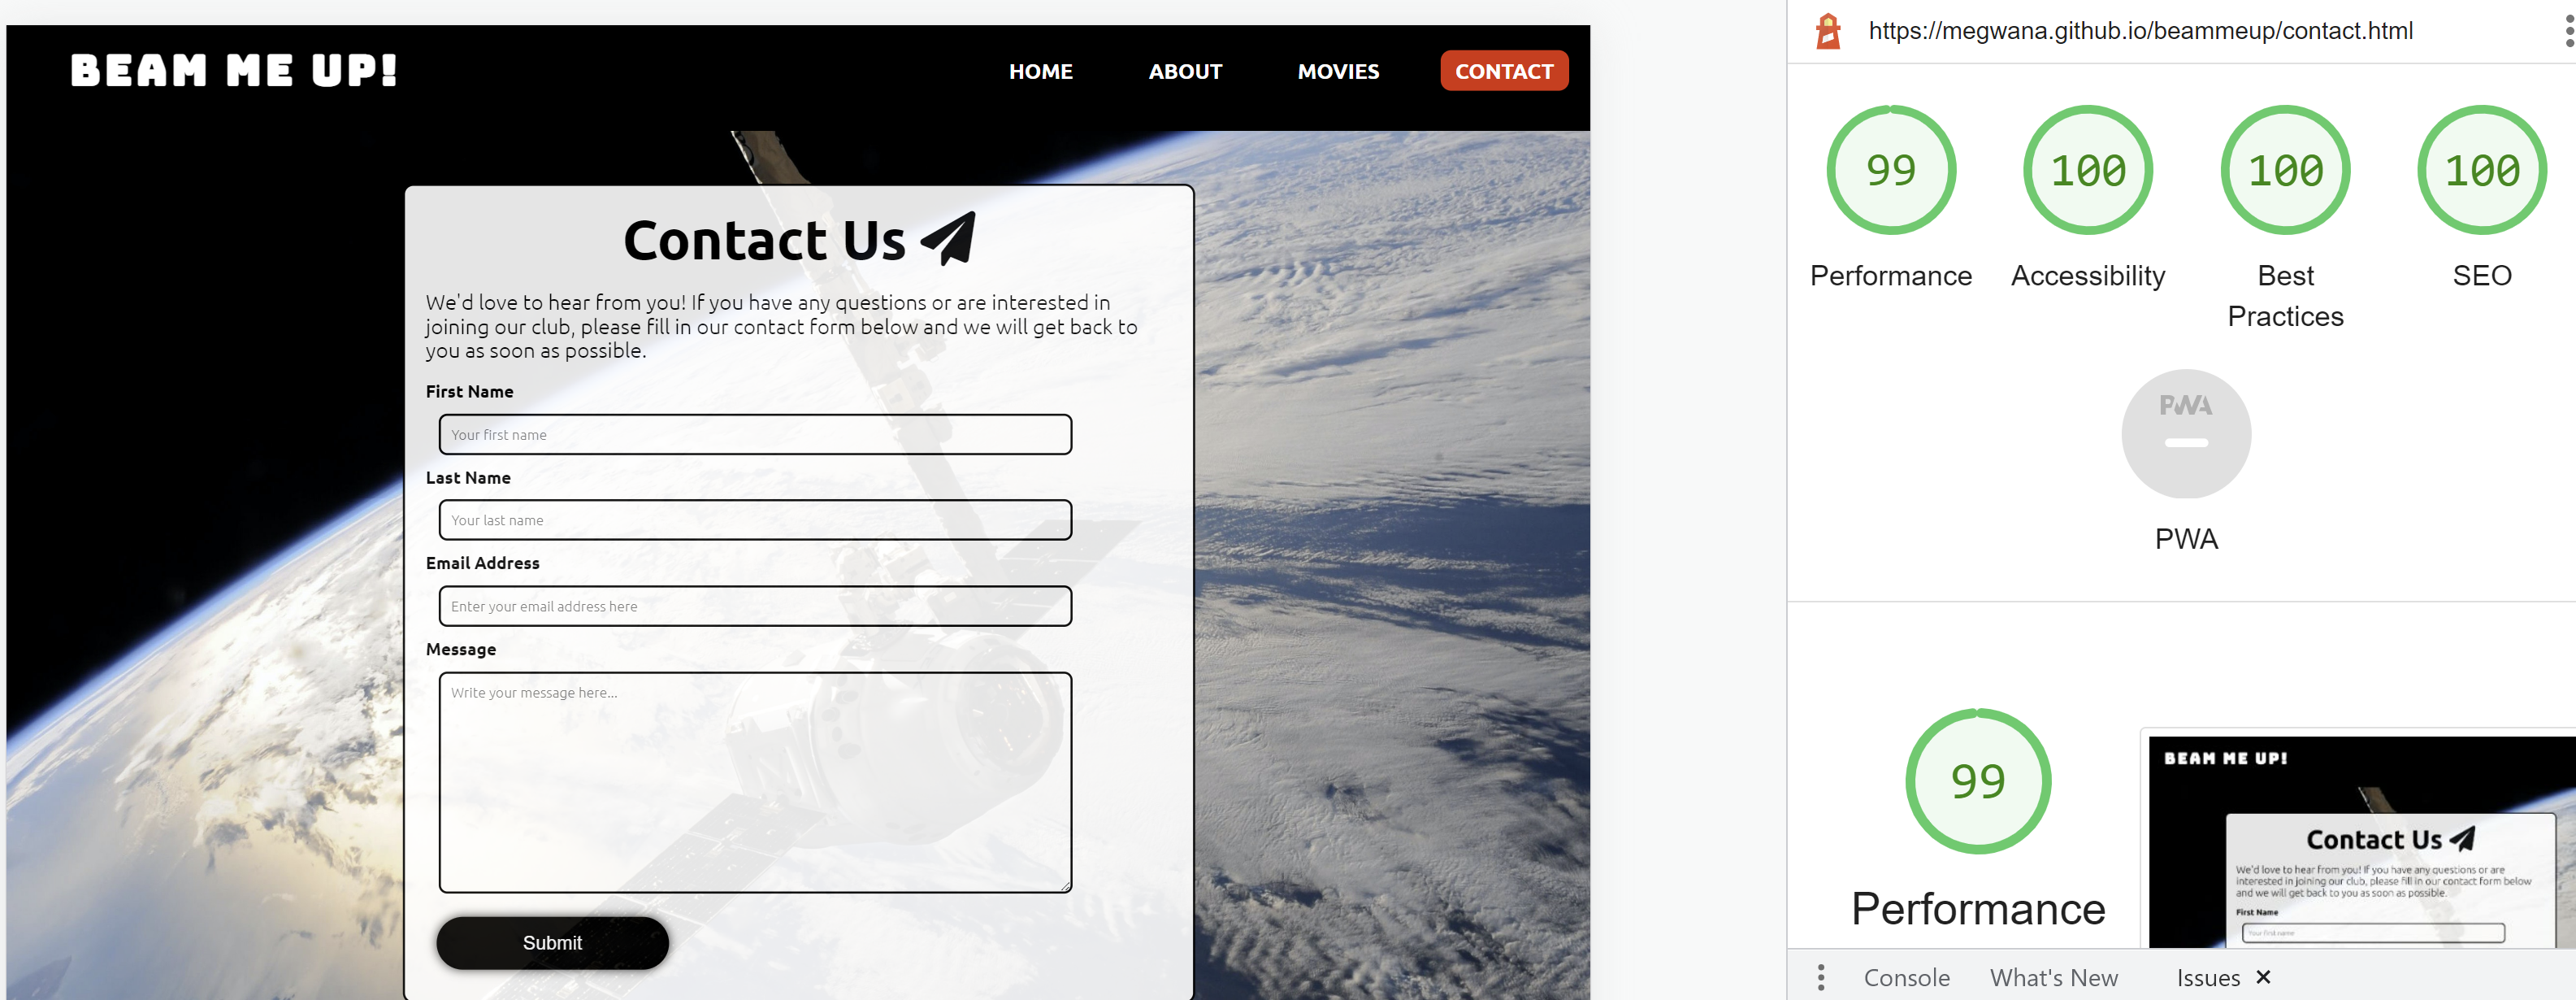 BEAM ME UP!
HOME ABOUT MOVIES CONTACT
Contact Us
We'd love to hear from you! If you have any questions or are interested in
joining our club, please fill in our contact form below and we will get back to
you as soon as possible.
First Name
Your first name
Last Name
Your last name
Email Address
Enter your email address here
Message
Write your message here...
Submit
https://megwana.github.io/beammeup/contact.html
99 100 100 100
Performance Accessibility Best Practices SEO
PWA
PWA
99
Performance
BEAM ME UP!
Contact Us
We'd love to hear from you! If you have any questions or are
interested in joining our club, please fill in our contact form below
and we will get back to you as soon as possible.
First Name
Your first name
Console What's New Issues